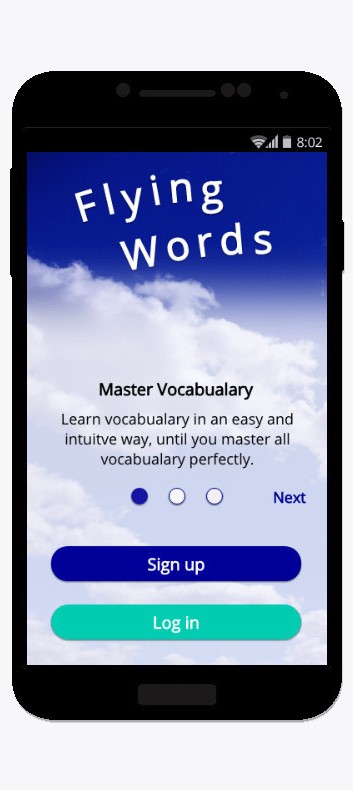 8:02
Flying
Words
Master Vocabualary
Learn vocabualary in an easy and
intuitve way, until you master all
vocabualary perfectly.
Next
Sign up
Log in